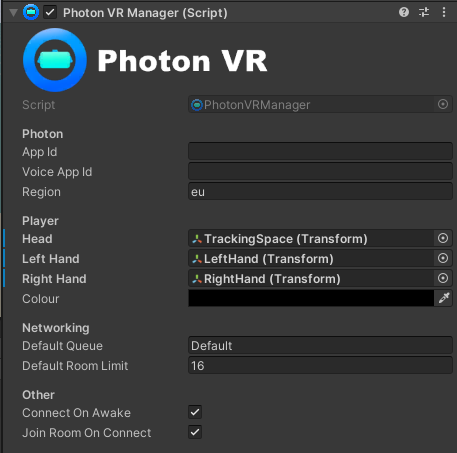 Photon VR Manager (Script)
Photon VR
Script PhotonVRManager
Photon
App Id
Voice App Id
Region eu
Player
Head TrackingSpace (Transform)
Left Hand LeftHand (Transform)
Right Hand RightHand (Transform)
Colour
Networking
Default Queue Default
Default Room Limit 16
Other
Connect On Awake
Join Room On Connect